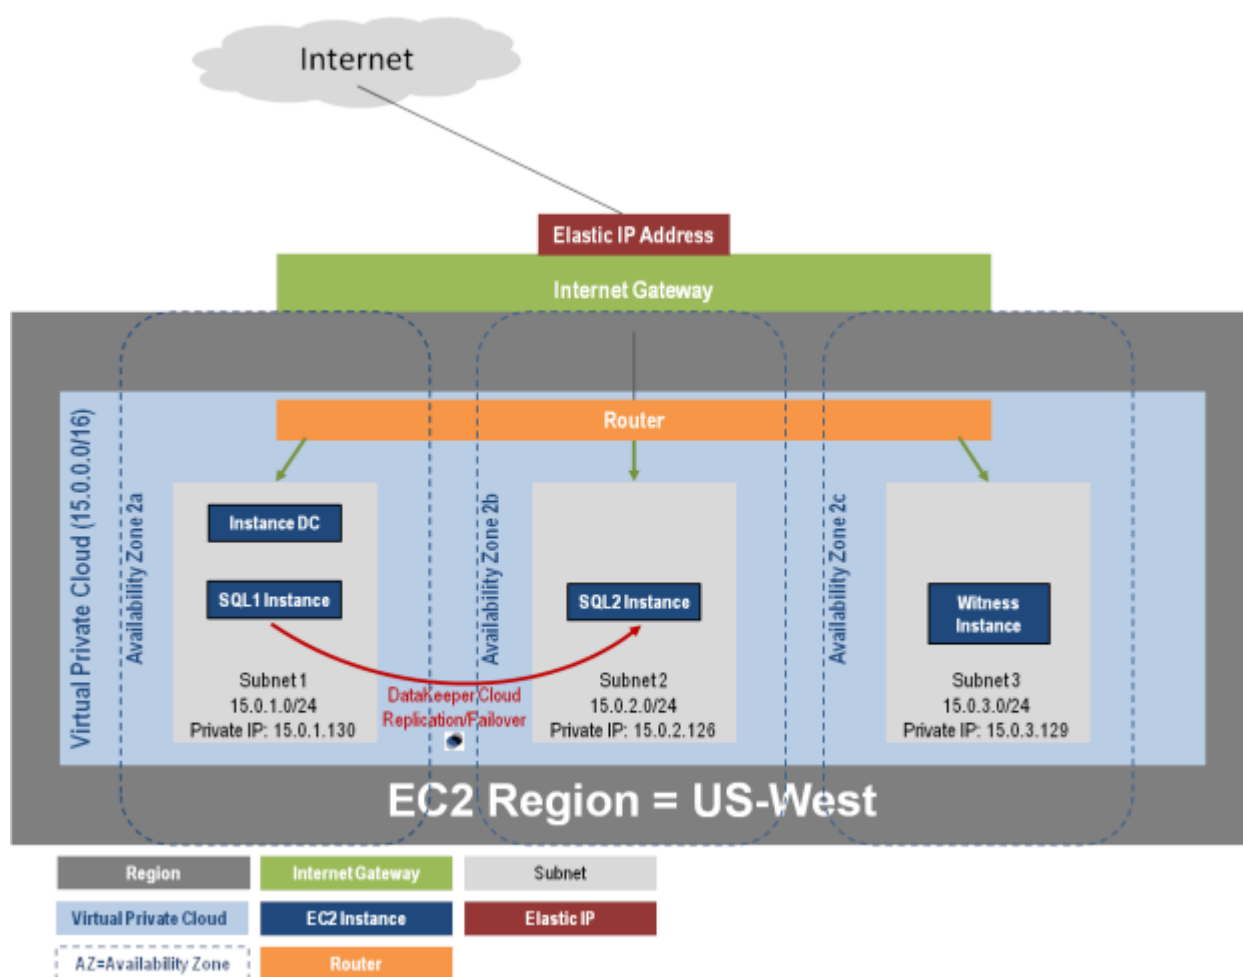 Internet
Elastic IP Address
Internet Gateway
Router
Virtual Private Cloud (15.0.0.0/16)
Availability Zone 2a
Instance DC
SQL1 Instance
Subnet 1
15.0.1.0/24
Private IP: 15.0.1.130
DataKeeper Cloud
Replication/Failover
Availability Zone 2b
SQL2 Instance
Subnet 2
15.0.2.0/24
Private IP: 15.0.2.126
Availability Zone 2c
Witness
Instance
Subnet 3
15.0.3.0/24
Private IP: 15.0.3.129
EC2 Region = US-West
Region
Internet Gateway
Subnet
Virtual Private Cloud
EC2 Instance
Elastic IP
AZ=Availability Zone
Router